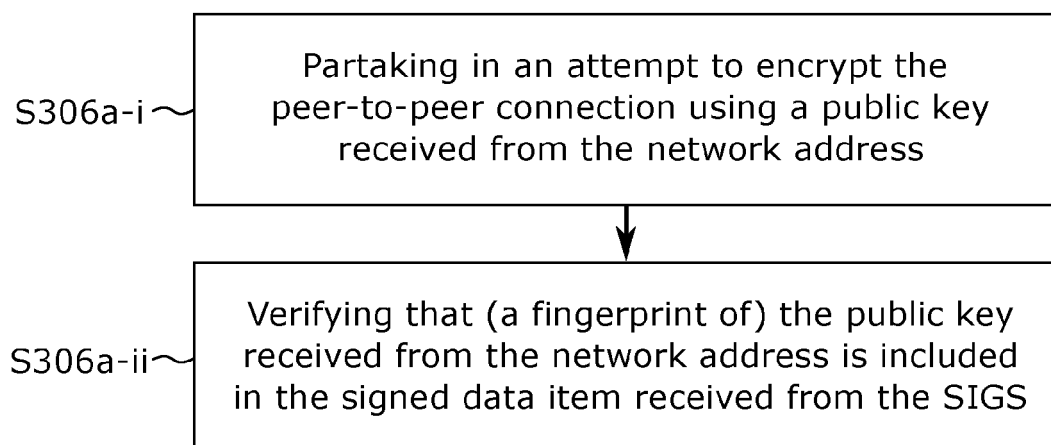 Partaking in an attempt to encrypt the
S306a-i peer-to-peer connection using a public key
received from the network address
Verifying that (a fingerprint of) the public key
S306a-ii received from the network address is included
in the signed data item received from the SIGS